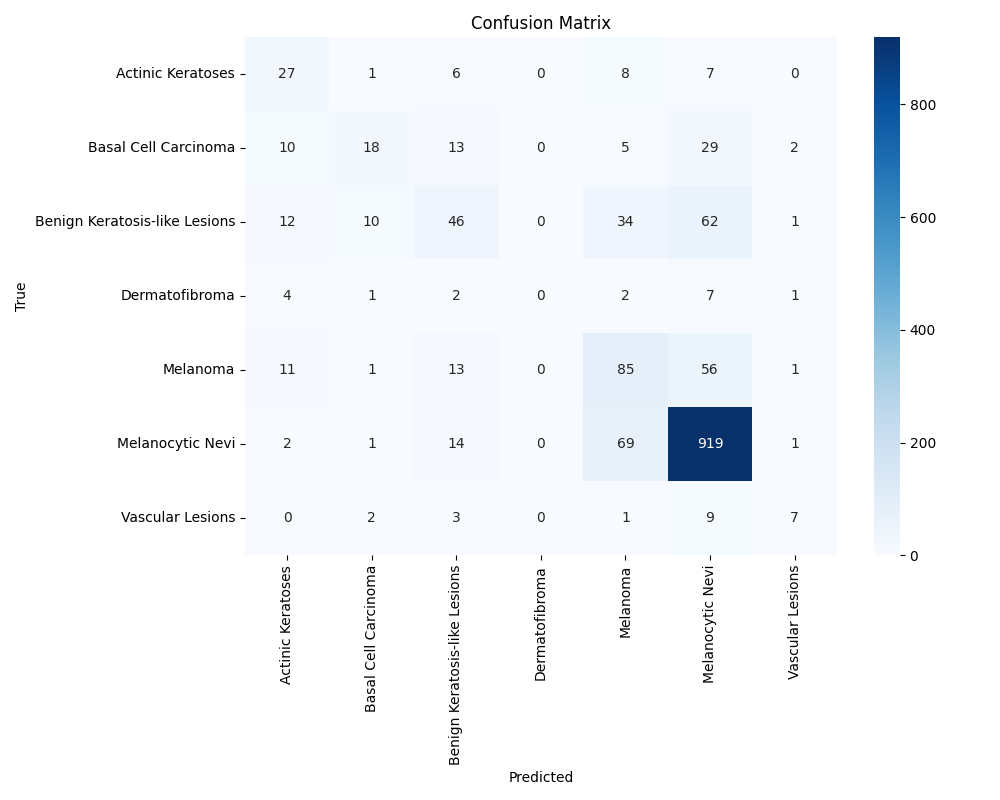 Confusion Matrix
Actinic Keratoses 27 1 6 0 8 7 0
Basal Cell Carcinoma 10 18 13 0 5 29 2
Benign Keratosis-like Lesions 12 10 46 0 34 62 1
Dermatofibroma 4 1 2 0 2 7 1
Melanoma 11 1 13 0 85 56 1
Melanocytic Nevi 2 1 14 0 69 919 1
Vascular Lesions 0 2 3 0 1 9 7
True
Actinic Keratoses
Basal Cell Carcinoma
Benign Keratosis-like Lesions
Dermatofibroma
Melanoma
Melanocytic Nevi
Vascular Lesions
Predicted
800
600
400
200
0